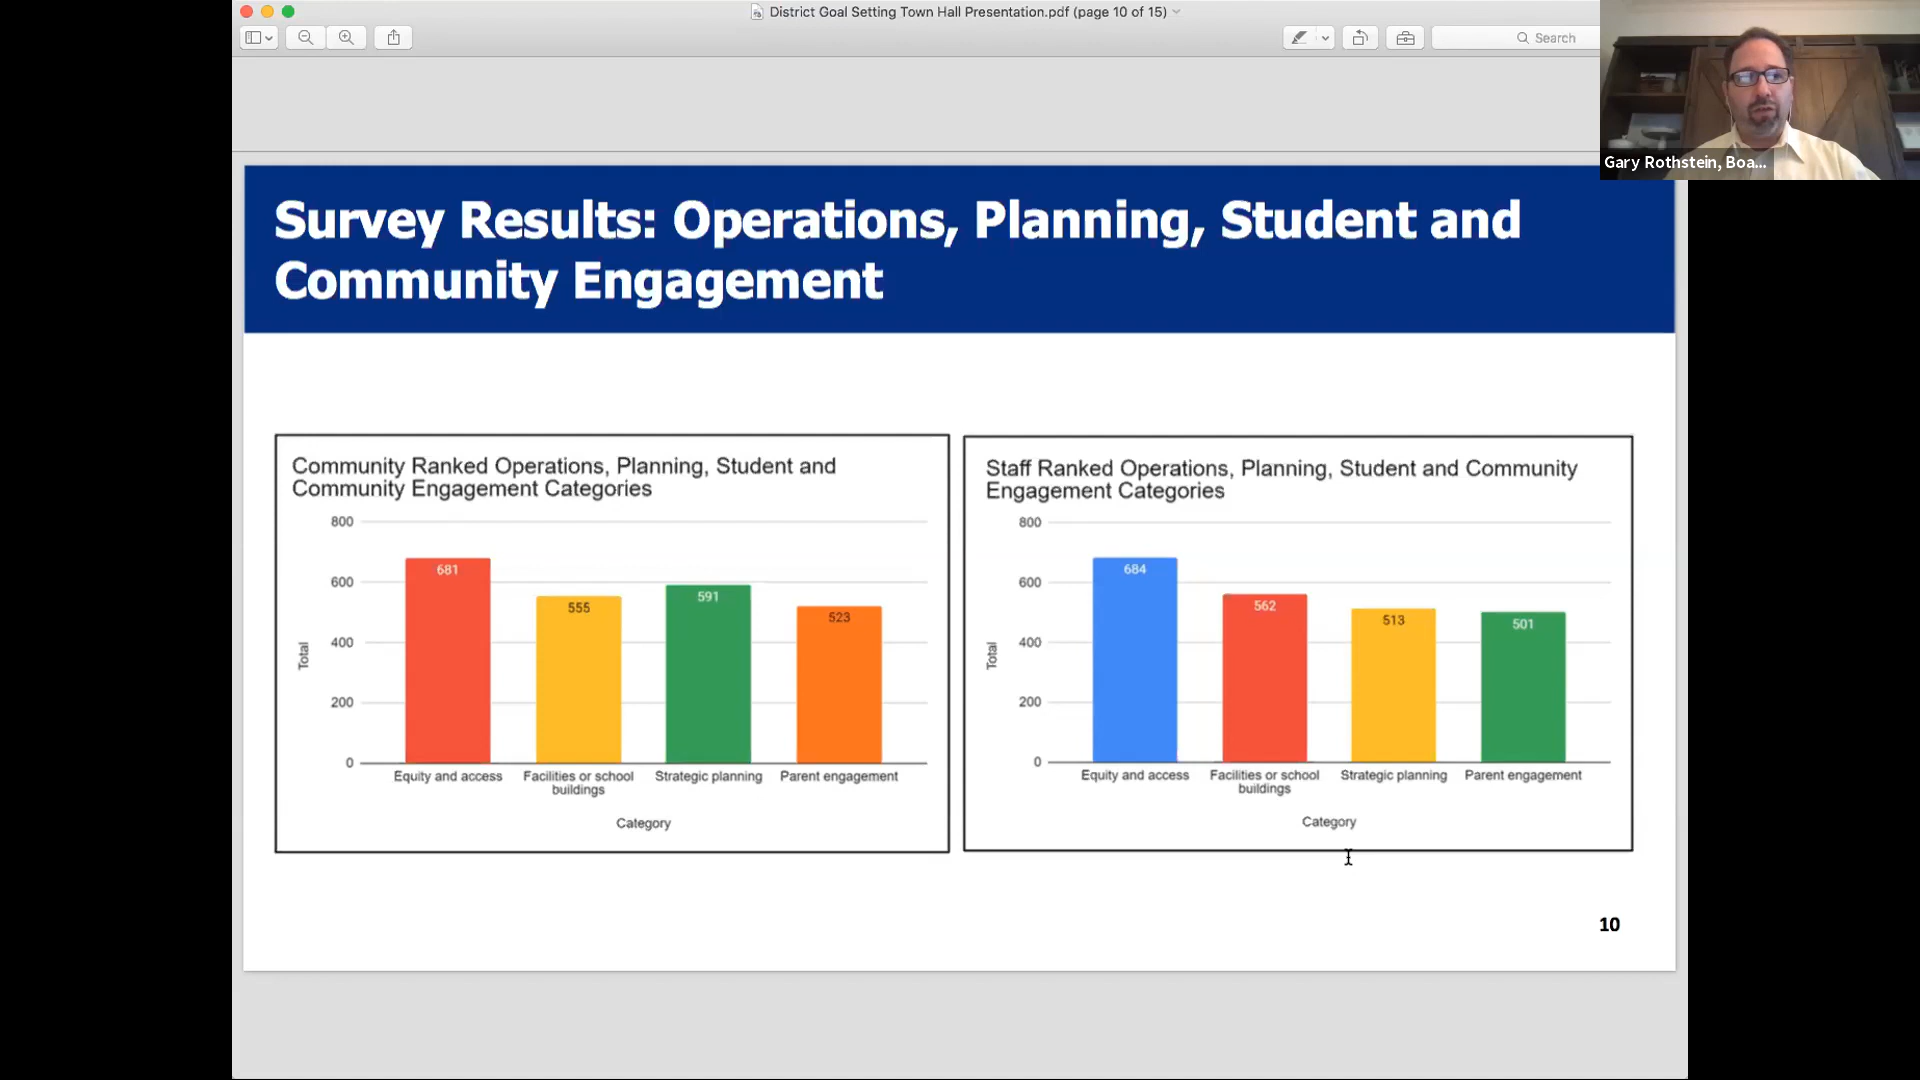 District Goal Setting Town Hall Presentation.pdf (page 10 of 15)
Search
Gary Rothstein, Boa...
Survey Results: Operations, Planning, Student and
Community Engagement
Community Ranked Operations, Planning, Student and
Community Engagement Categories
800
600
400
200
0
Total
681
555
591
523
Equity and access
Facilities or school
buildings
Strategic planning
Parent engagement
Category
Staff Ranked Operations, Planning, Student and Community
Engagement Categories
800
600
400
200
0
Total
684
562
513
501
Equity and access
Facilities or school
buildings
Strategic planning
Parent engagement
Category
10